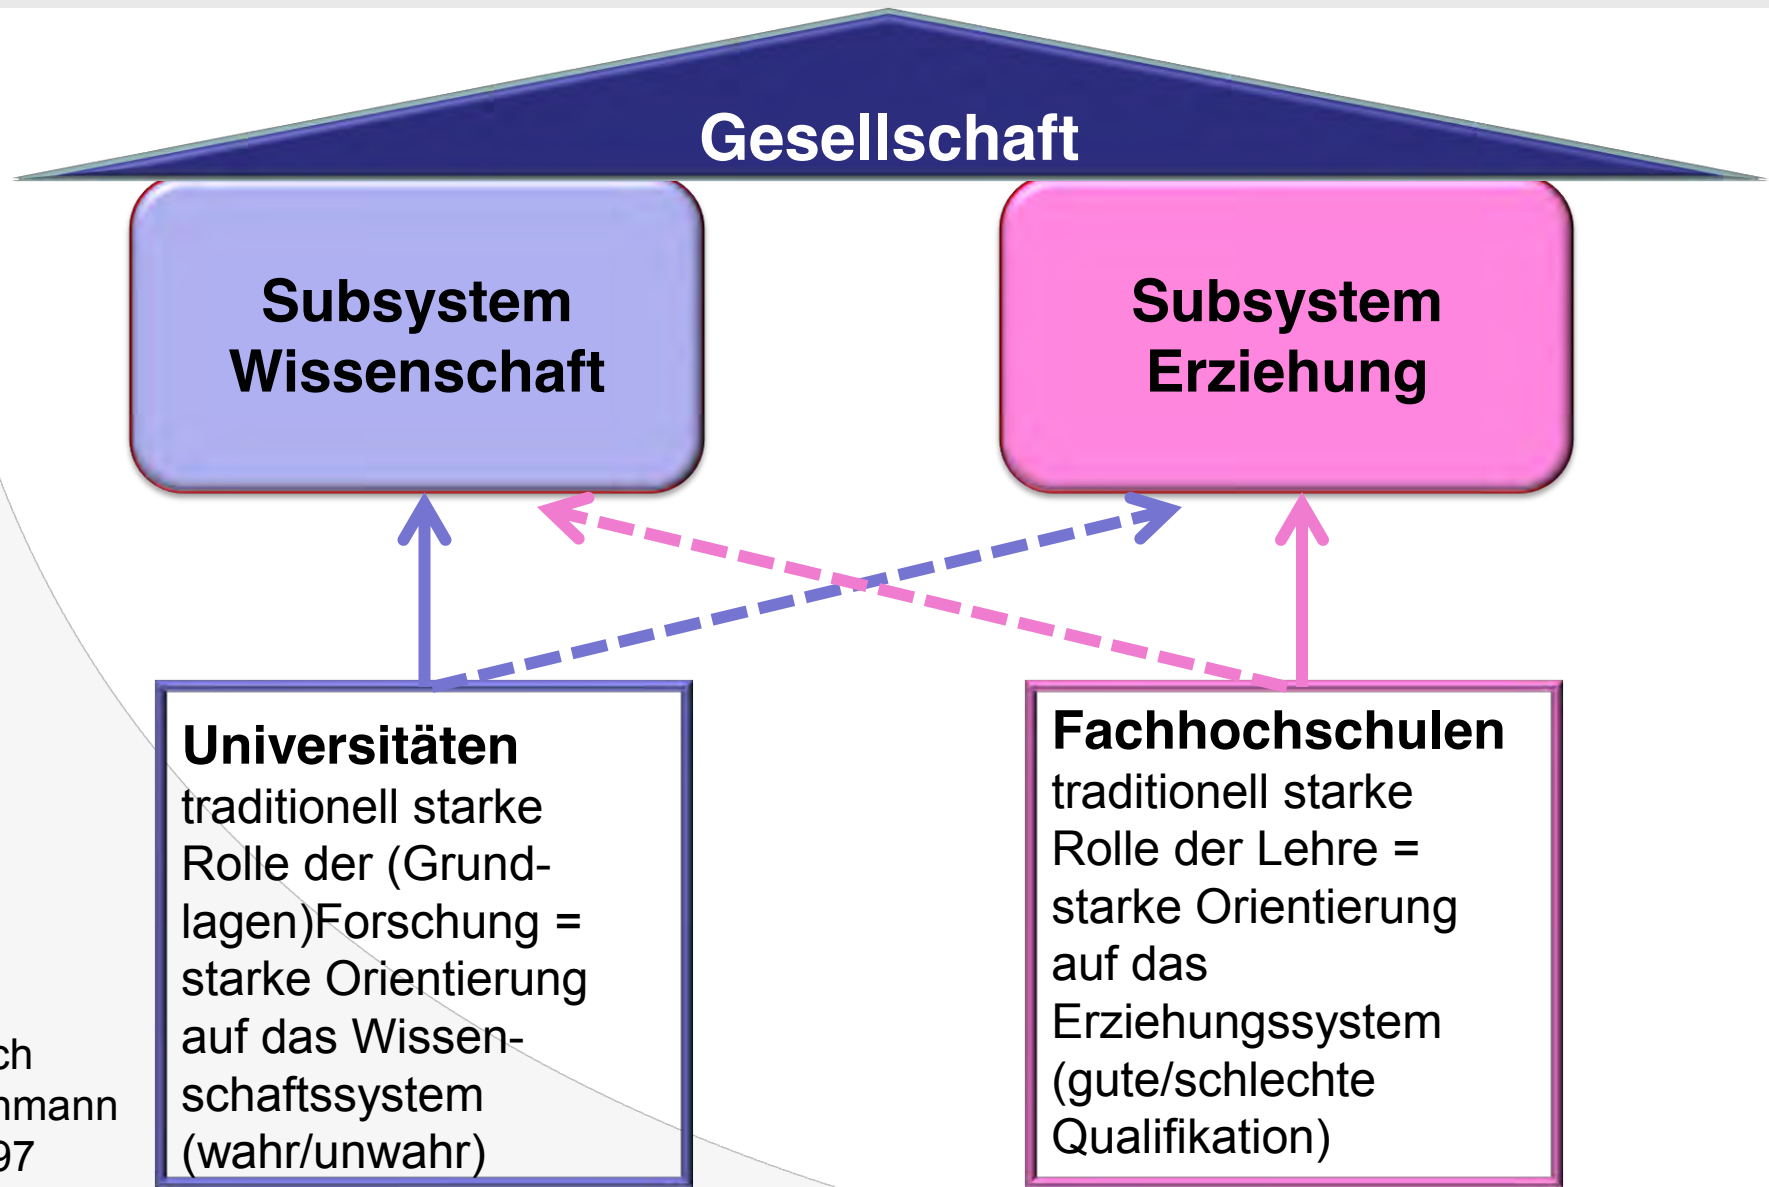 Gesellschaft
Subsystem
Wissenschaft
Subsystem
Erziehung
Universitäten
traditionell starke
Rolle der (Grund-
lagen)Forschung =
starke Orientierung
auf das Wissen-
schaftssystem
(wahr/unwahr)
Fachhochschulen
traditionell starke
Rolle der Lehre =
starke Orientierung
auf das
Erziehungssystem
(gute/schlechte
Qualifikation)